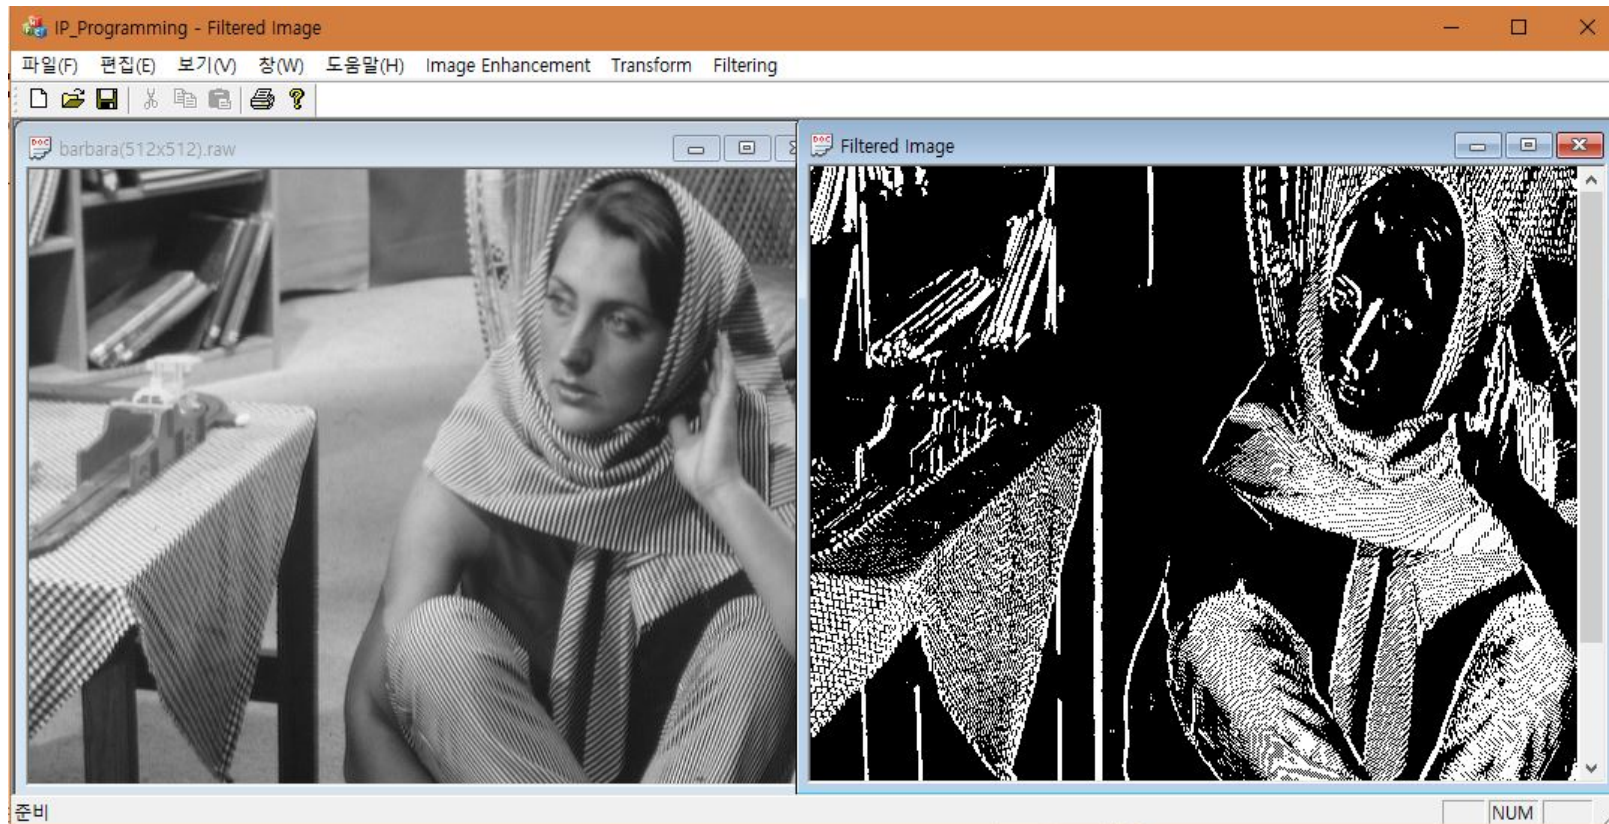 IP_Programming - Filtered Image
파일(F) 편집(E) 보기(V) 창(W) 도움말(H) Image Enhancement Transform Filtering
barbara(512x512).raw
Filtered Image
준비
NUM